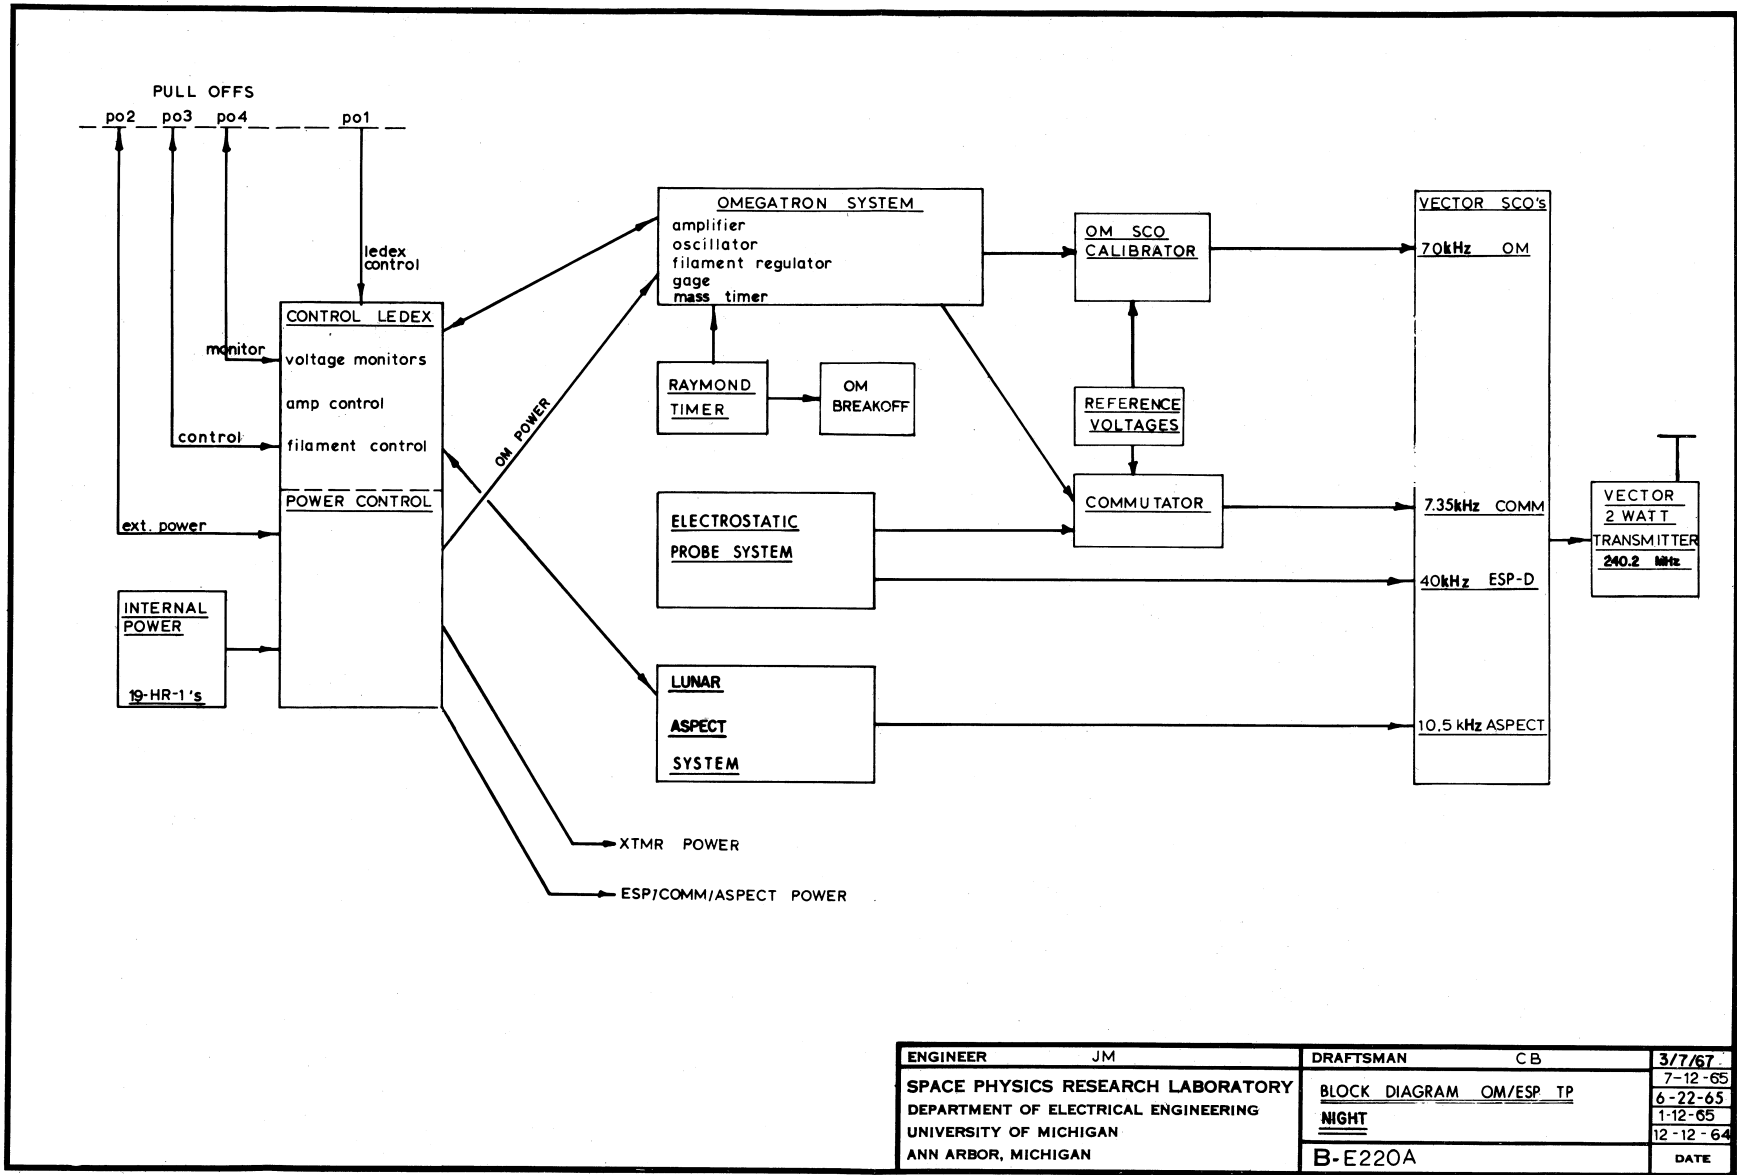 PULL OFFS
po2 po3 po4 po1
ledex
control
CONTROL LEDEX
monitor
voltage monitors
amp control
control
filament control
POWER CONTROL
ext. power
INTERNAL
POWER
19-HR-1's
OM POWER
OMEGATRON SYSTEM
amplifier
oscillator
filament regulator
gage
mass timer
RAYMOND
TIMER
OM
BREAKOFF
ELECTROSTATIC
PROBE SYSTEM
LUNAR
ASPECT
SYSTEM
XTMR POWER
ESP/COMM/ASPECT POWER
OM SCO
CALIBRATOR
REFERENCE
VOLTAGES
COMMUTATOR
VECTOR SCO's
70kHz OM
7.35kHz COMM
40kHz ESP-D
10.5 kHz ASPECT
VECTOR
2 WATT
TRANSMITTER
240.2 MHz
ENGINEER JM
SPACE PHYSICS RESEARCH LABORATORY
DEPARTMENT OF ELECTRICAL ENGINEERING
UNIVERSITY OF MICHIGAN
ANN ARBOR, MICHIGAN
DRAFTSMAN CB
BLOCK DIAGRAM OM/ESP TP
NIGHT
B-E220A
3/7/67
7-12-65
6-22-65
1-12-65
12-12-64
DATE